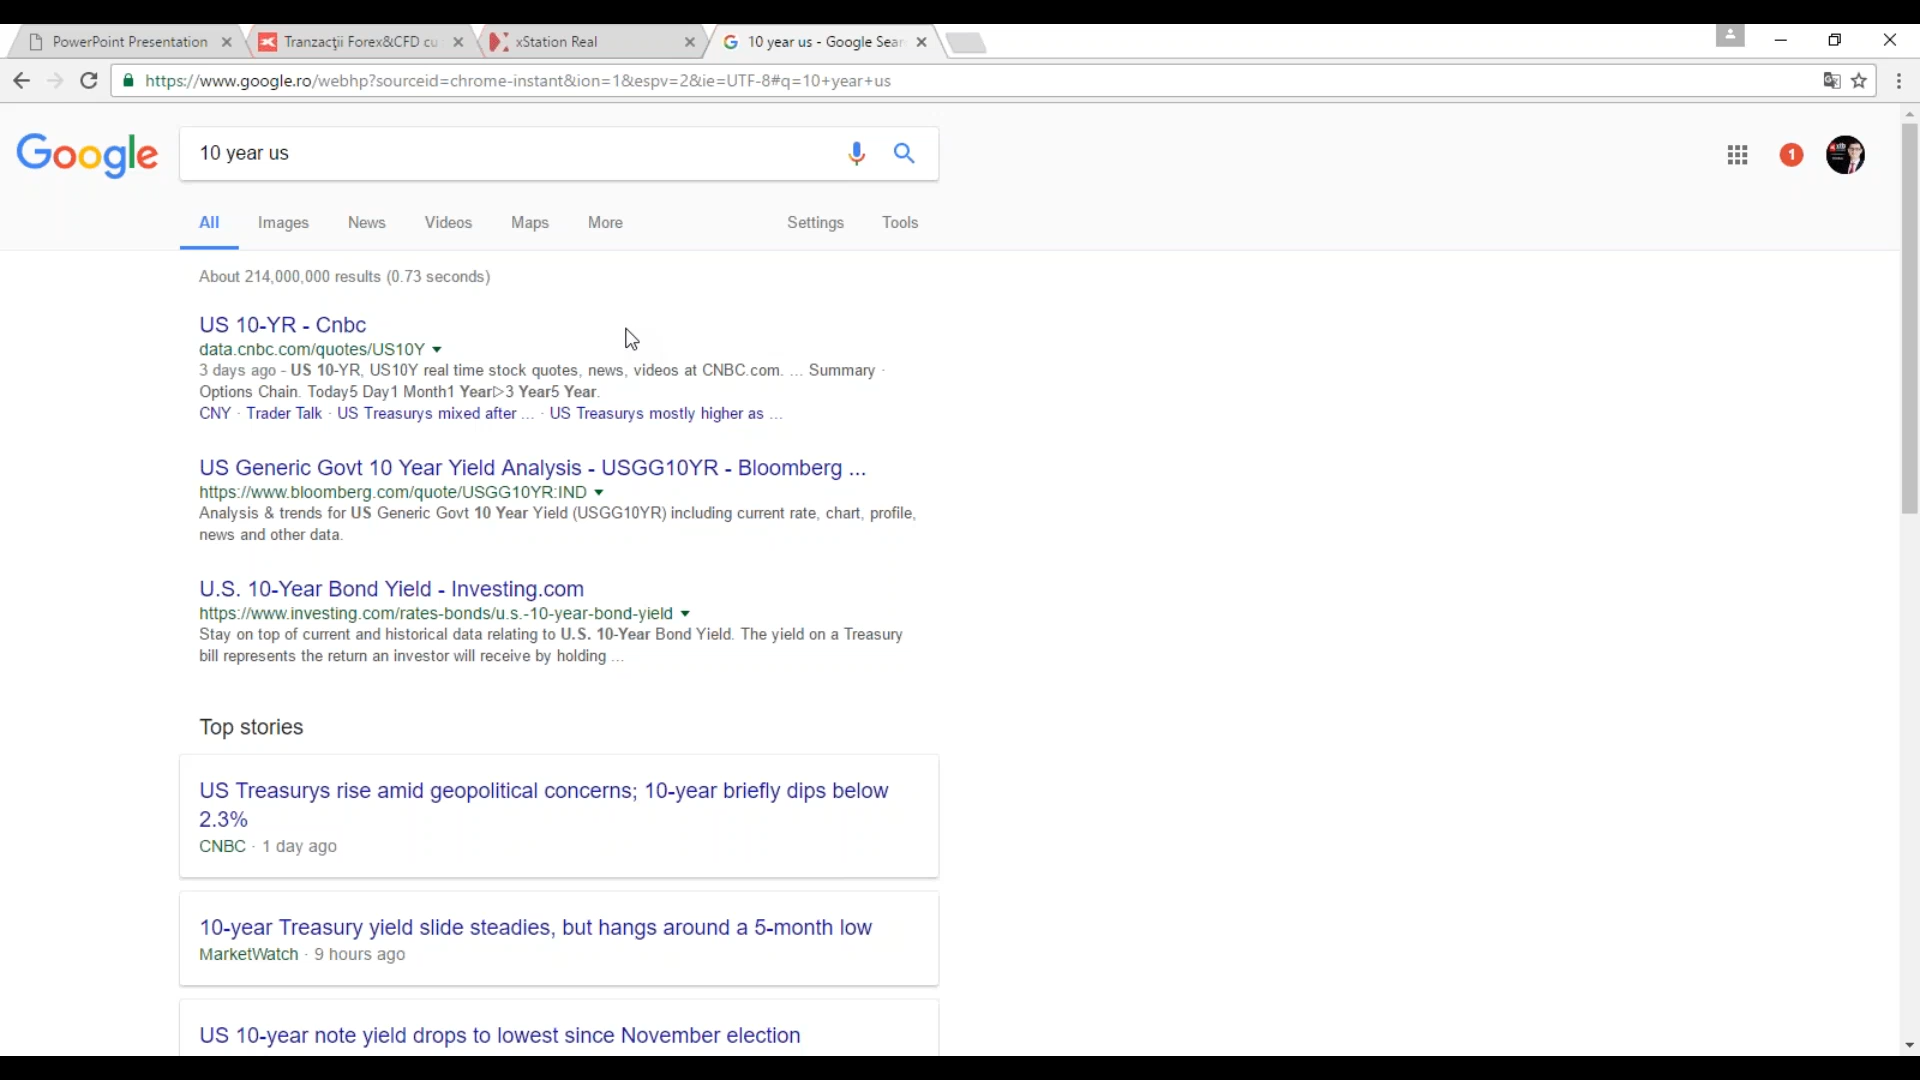 PowerPoint Presentation
Tranzacții Forex&CFD cu
xStation Real
10 year us - Google Sear
https://www.google.ro/webhp?sourceid=chrome-instant&ion=1&espv=2&ie=UTF-8#q=10+year+us
Google
10 year us
1
All Images News Videos Maps More Settings Tools
About 214,000,000 results (0.73 seconds)
US 10-YR - Cnbc
data.cnbc.com/quotes/US10Y
3 days ago - US 10-YR, US10Y real time stock quotes, news, videos at CNBC.com. ... Summary ·
Options Chain. Today5 Day1 Month1 Year▷3 Year5 Year.
CNY · Trader Talk · US Treasurys mixed after ... · US Treasurys mostly higher as ...
US Generic Govt 10 Year Yield Analysis - USGG10YR - Bloomberg ...
https://www.bloomberg.com/quote/USGG10YR:IND
Analysis & trends for US Generic Govt 10 Year Yield (USGG10YR) including current rate, chart, profile,
news and other data.
U.S. 10-Year Bond Yield - Investing.com
https://www.investing.com/rates-bonds/u.s.-10-year-bond-yield
Stay on top of current and historical data relating to U.S. 10-Year Bond Yield. The yield on a Treasury
bill represents the return an investor will receive by holding ...
Top stories
US Treasurys rise amid geopolitical concerns; 10-year briefly dips below
2.3%
CNBC · 1 day ago
10-year Treasury yield slide steadies, but hangs around a 5-month low
MarketWatch · 9 hours ago
US 10-year note yield drops to lowest since November election